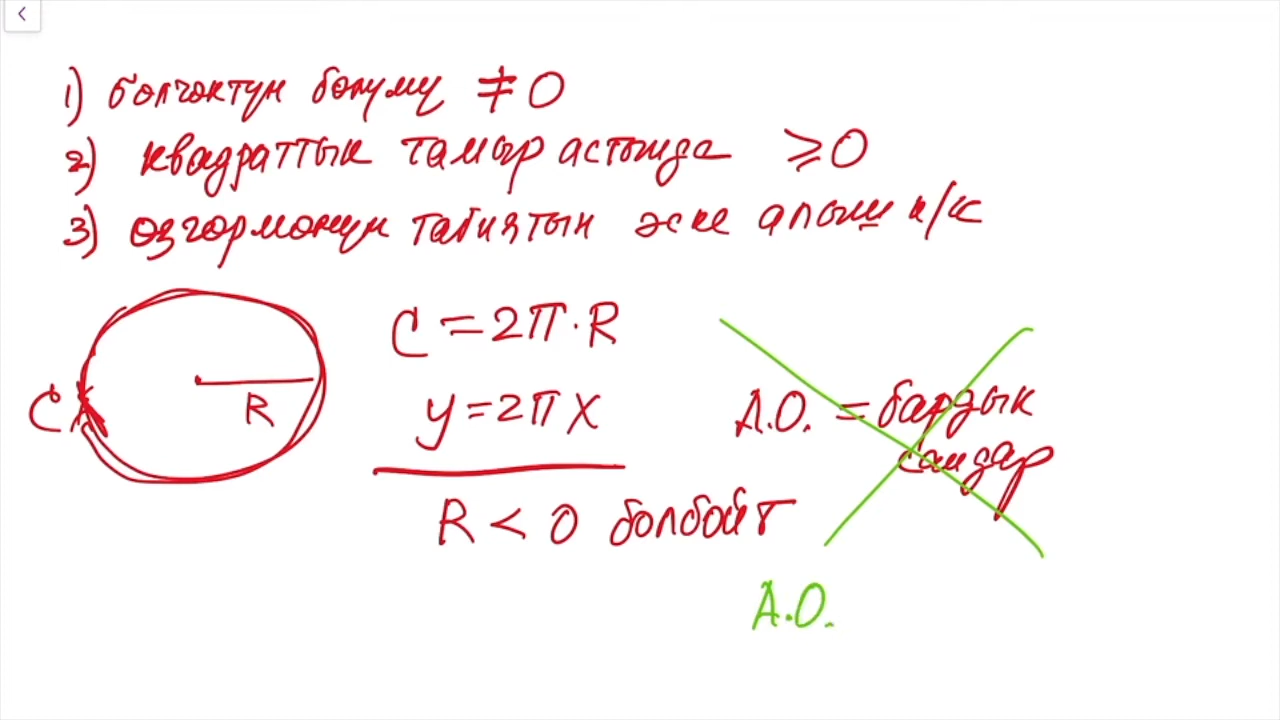 1) бөлчөктүн бөлүмү ≠ 0
2) квадраттык тамыр астында ≥ 0
3) өзгөрмөнүн табиятын эске алыш к/к
C = 2π·R
C
R
y = 2πx
A.O. = бардык
сандар
R < 0 болбойт
A.O.